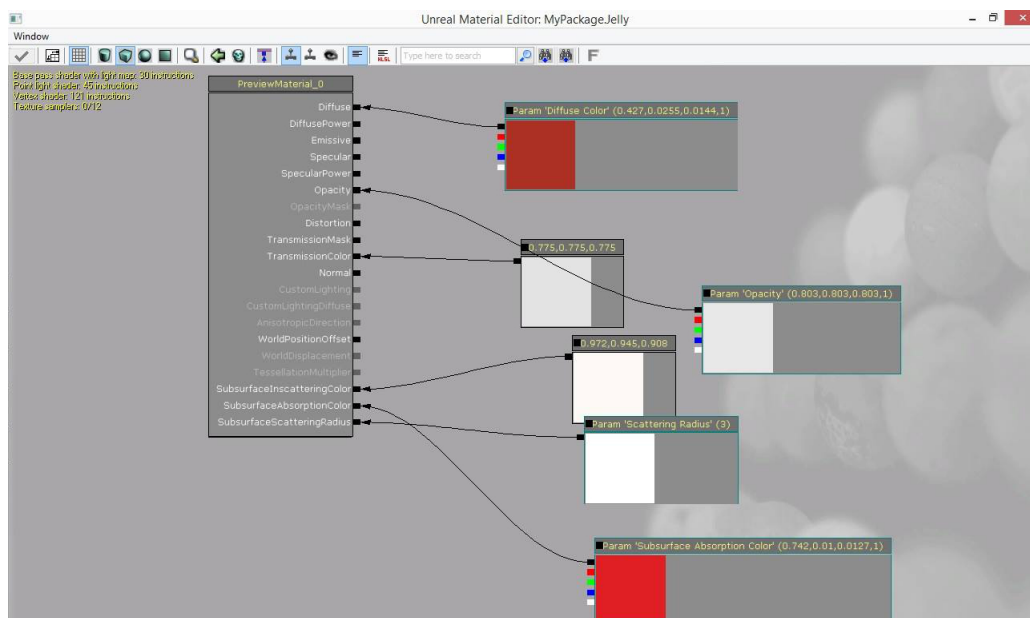 Unreal Material Editor: MyPackage.Jelly
Window
Type here to search
HLSL
F
Base pass shader with light map: 30 instructions
Point light shader: 45 instructions
Vertex shader: 121 instructions
Texture samplers: 0/12
PreviewMaterial_0
Diffuse
DiffusePower
Emissive
Specular
SpecularPower
Opacity
OpacityMask
Distortion
TransmissionMask
TransmissionColor
Normal
CustomLighting
CustomLightingDiffuse
AnisotropicDirection
WorldPositionOffset
WorldDisplacement
TessellationMultiplier
SubsurfaceInscatteringColor
SubsurfaceAbsorptionColor
SubsurfaceScatteringRadius
Param 'Diffuse Color' (0.427,0.0255,0.0144,1)
0.775,0.775,0.775
Param 'Opacity' (0.803,0.803,0.803,1)
0.972,0.945,0.908
Param 'Scattering Radius' (3)
Param 'Subsurface Absorption Color' (0.742,0.01,0.0127,1)